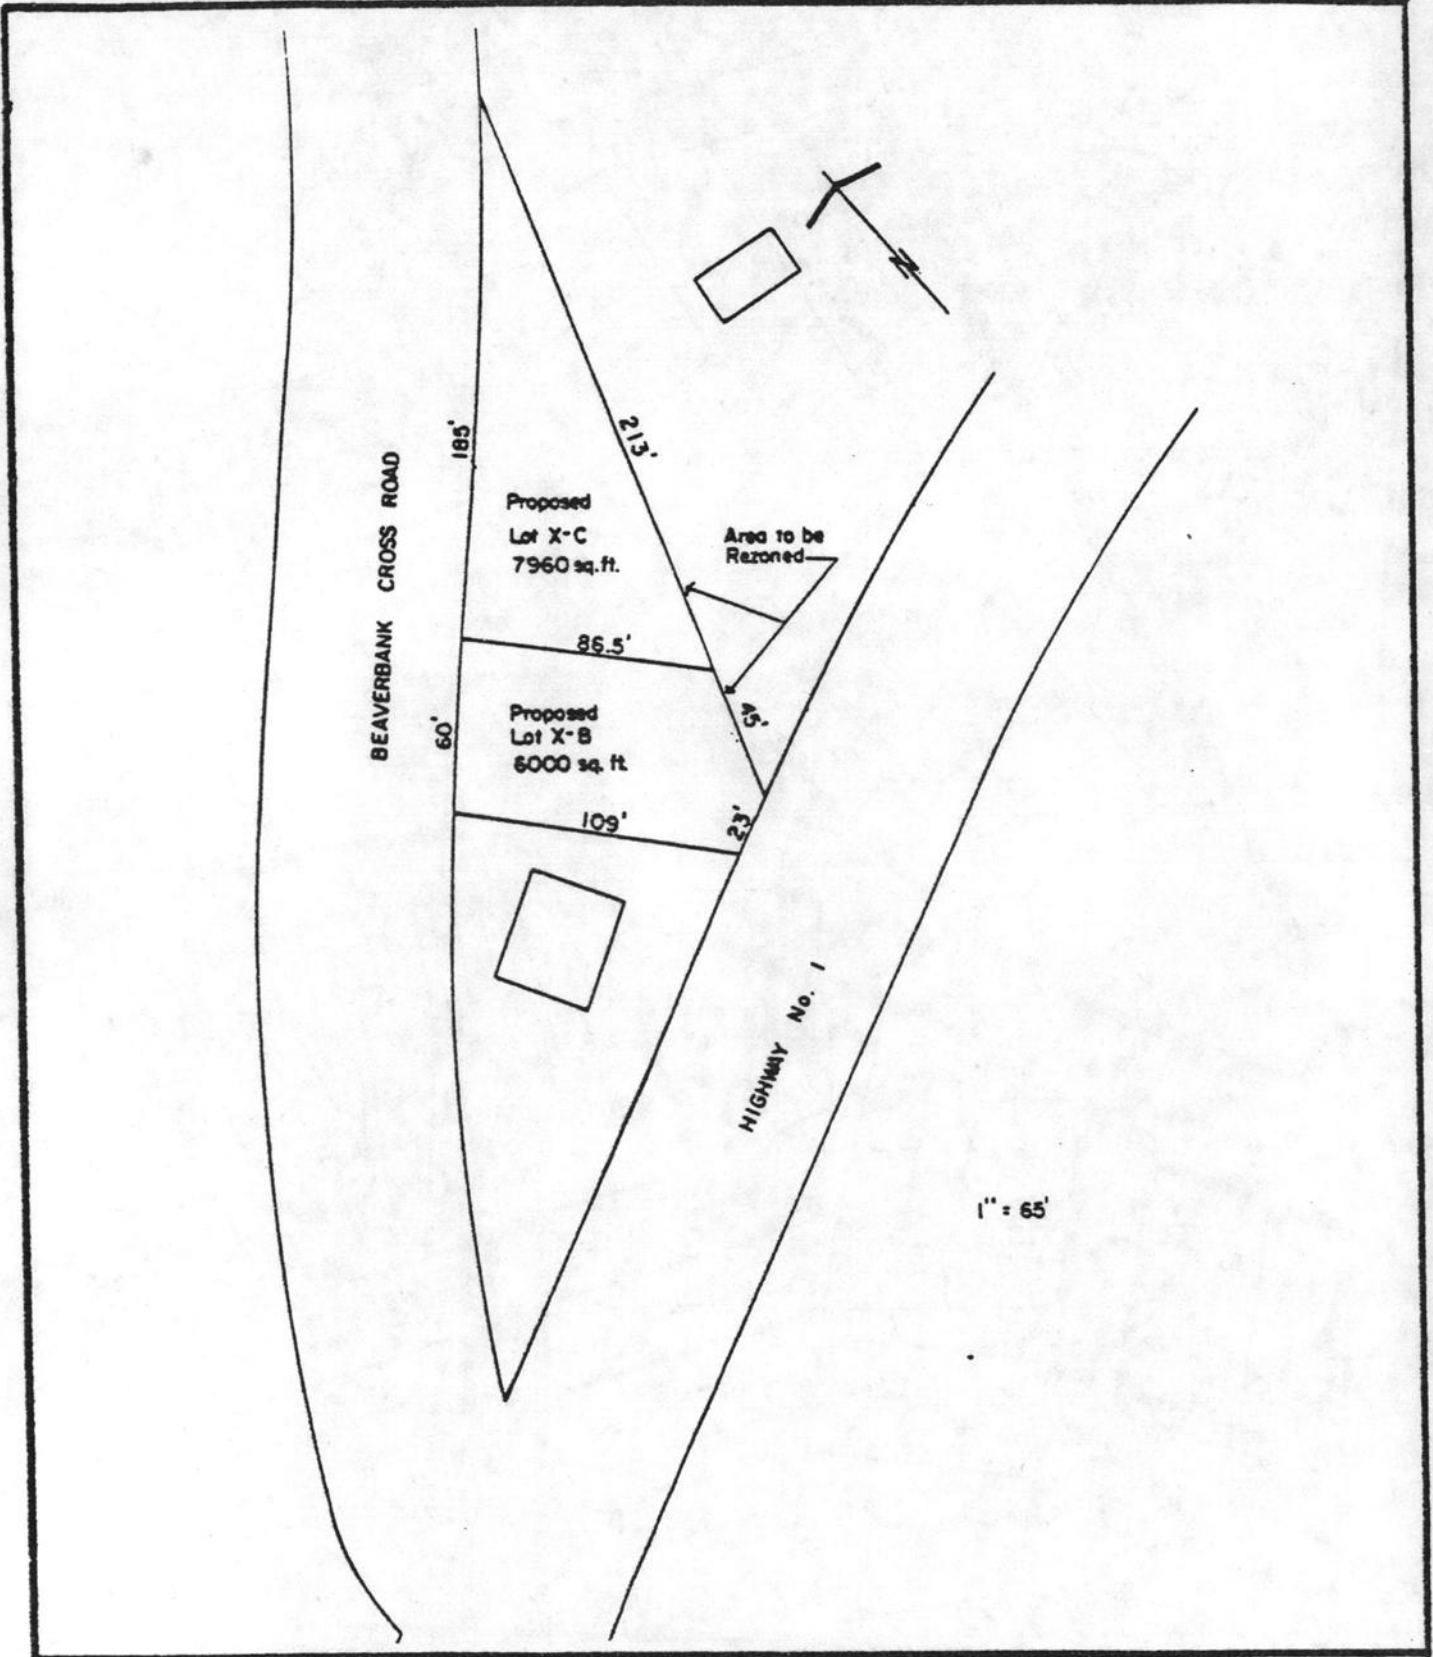 N
213'
185'
BEAVERBANK CROSS ROAD
Proposed
Lot X-C
7960 sq.ft.
Area to be
Rezoned
86.5'
45'
60'
Proposed
Lot X-B
6000 sq. ft.
109'
23'
HIGHWAY No. 1
1" = 65'